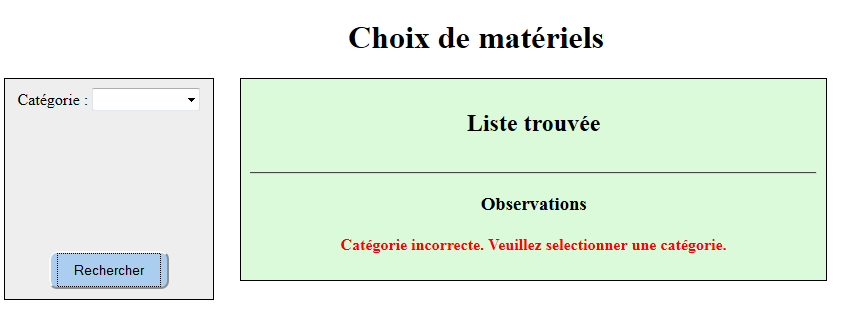 Choix de matériels
Catégorie :
Rechercher
Liste trouvée
Observations
Catégorie incorrecte. Veuillez selectionner une catégorie.